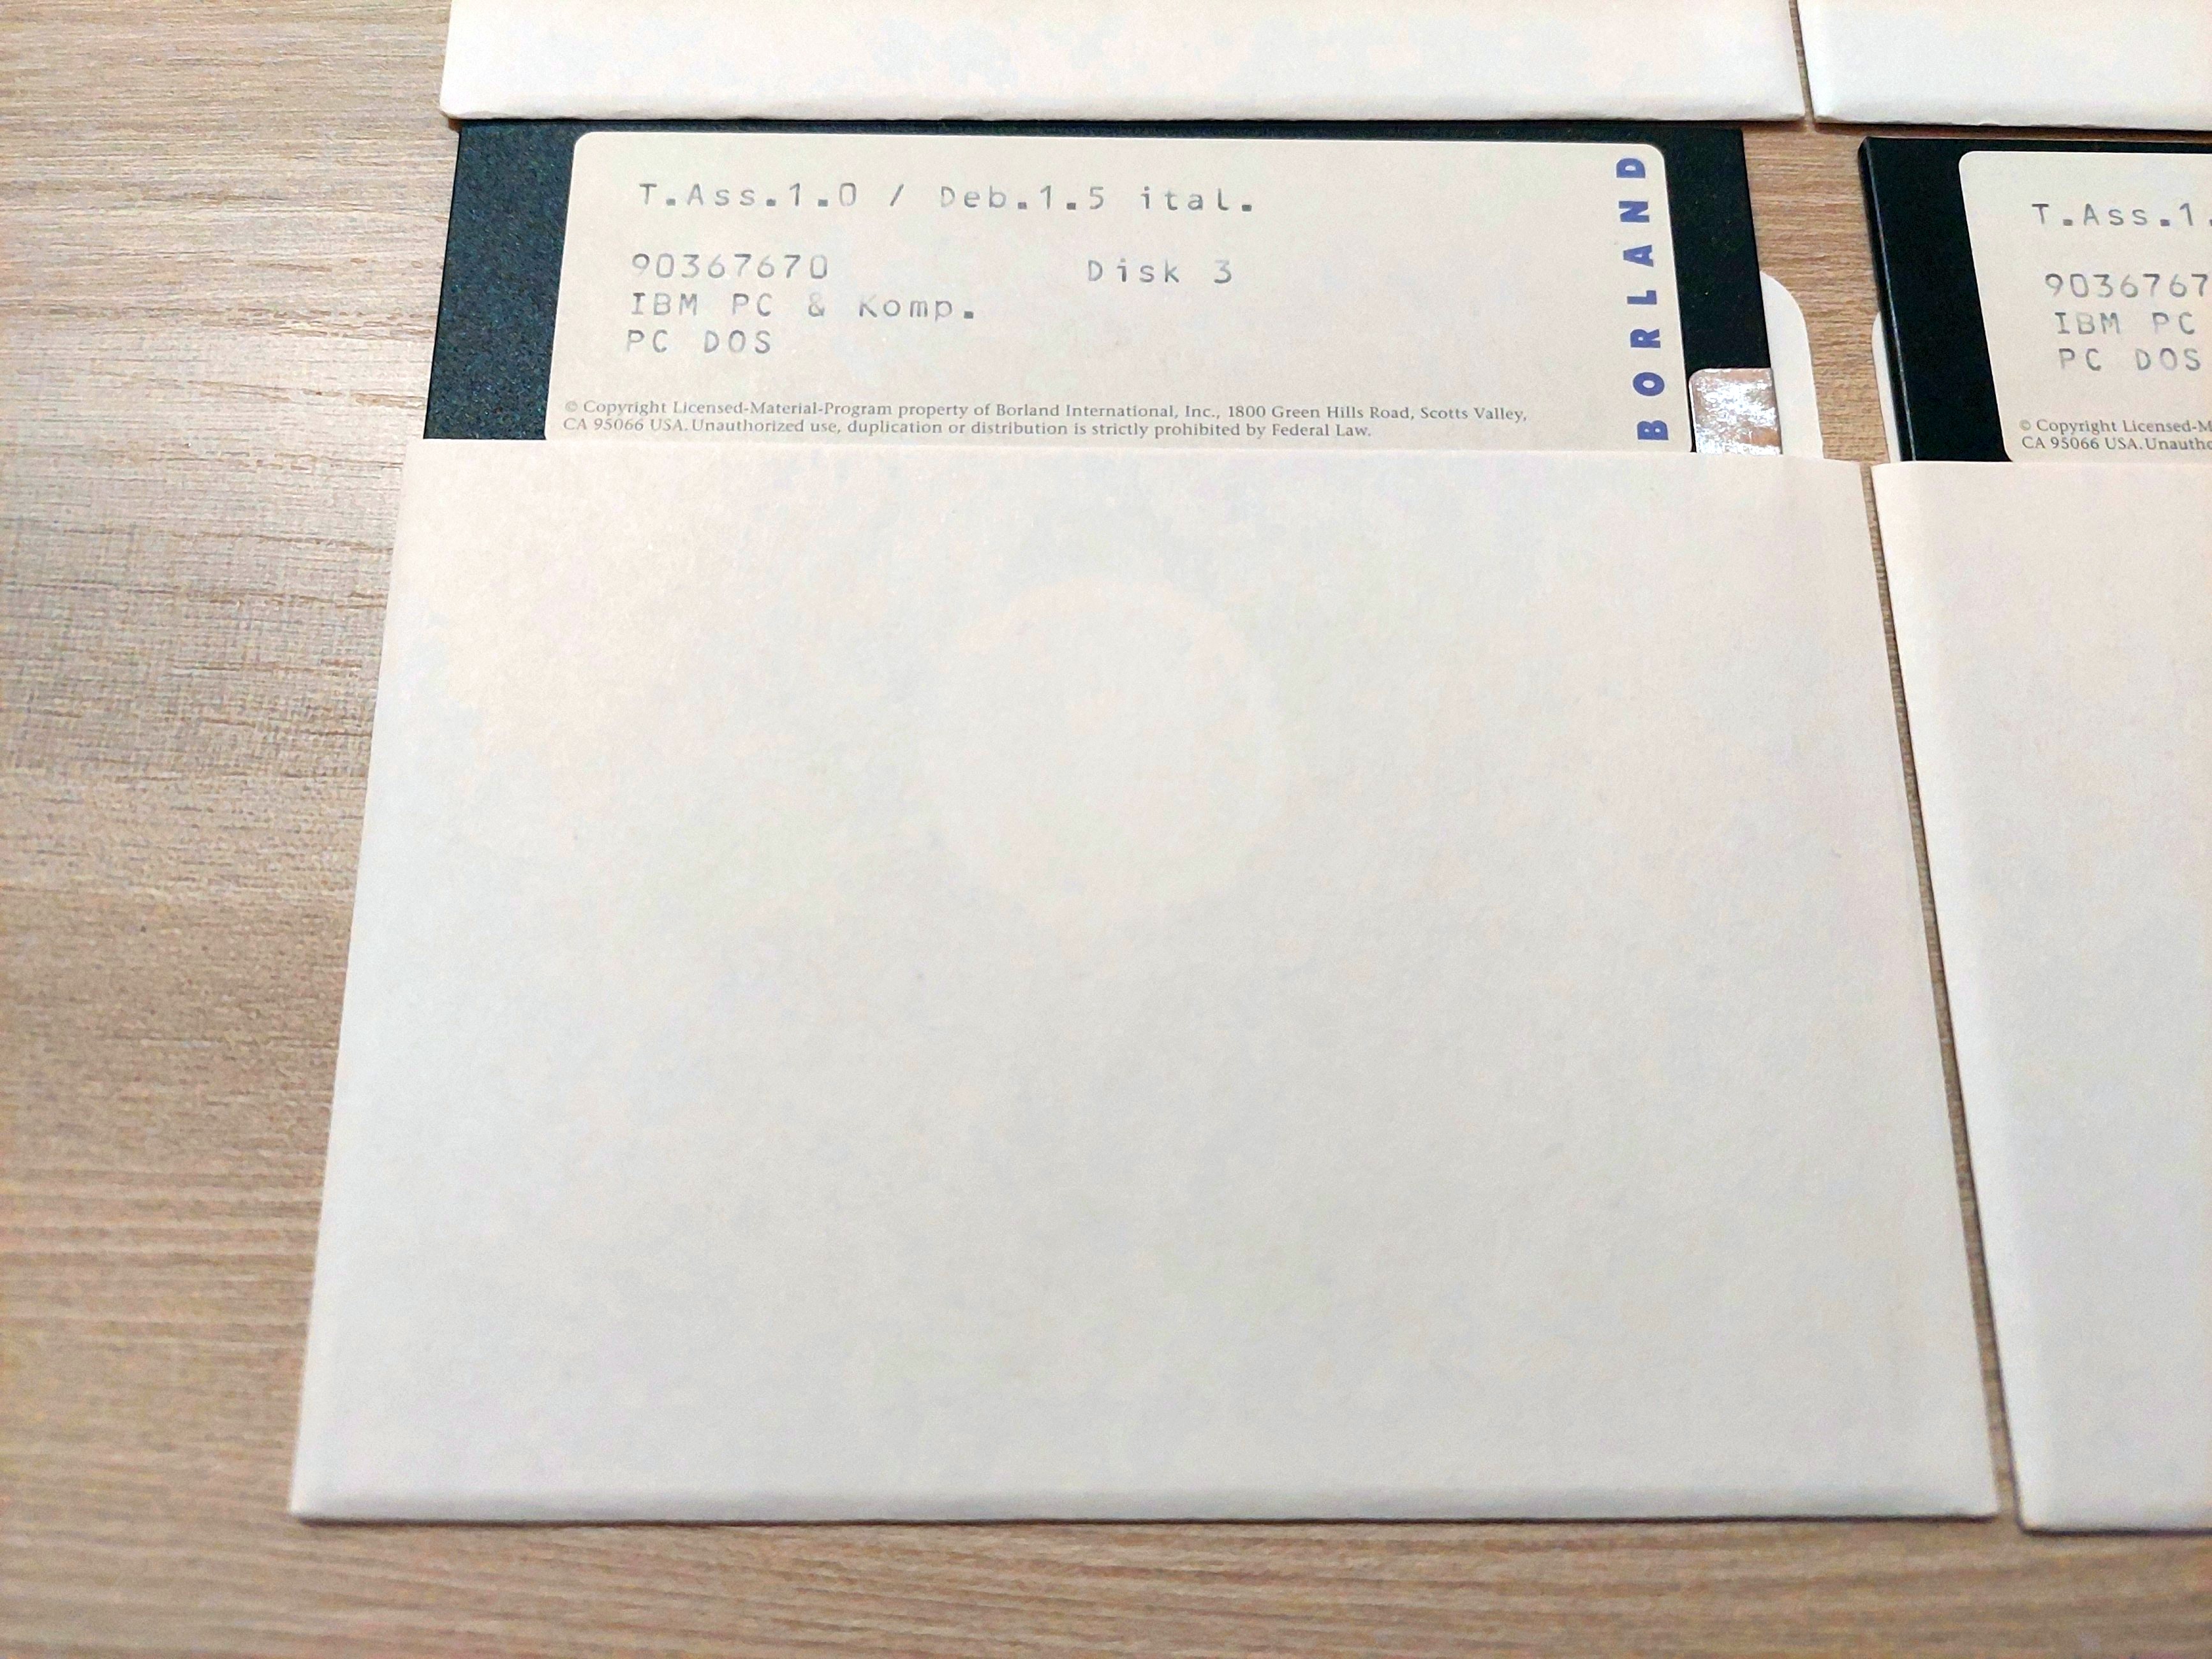 T.Ass.1.0 / Deb.1.5 ital.
90367670 Disk 3
IBM PC & Komp.
PC DOS
© Copyright Licensed-Material-Program property of Borland International, Inc., 1800 Green Hills Road, Scotts Valley,
CA 95066 USA. Unauthorized use, duplication or distribution is strictly prohibited by Federal Law.
BORLAND
T.Ass.1.
9036767
IBM PC
PC DOS
© Copyright Licensed-M
CA 95066 USA. Unautho